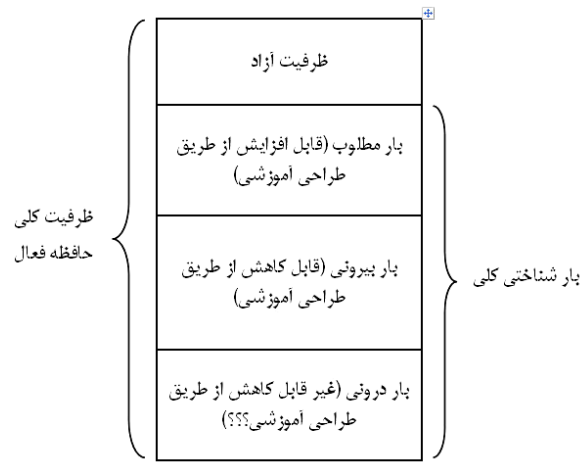 ظرفیت آزاد
بار مطلوب (قابل افزایش از طریق
طراحی آموزشی)
ظرفیت کلی
حافظه فعال
بار بیرونی (قابل کاهش از طریق
طراحی آموزشی)
بار شناختی کلی
بار درونی (غیر قابل کاهش از طریق
طراحی آموزشی؟؟؟)